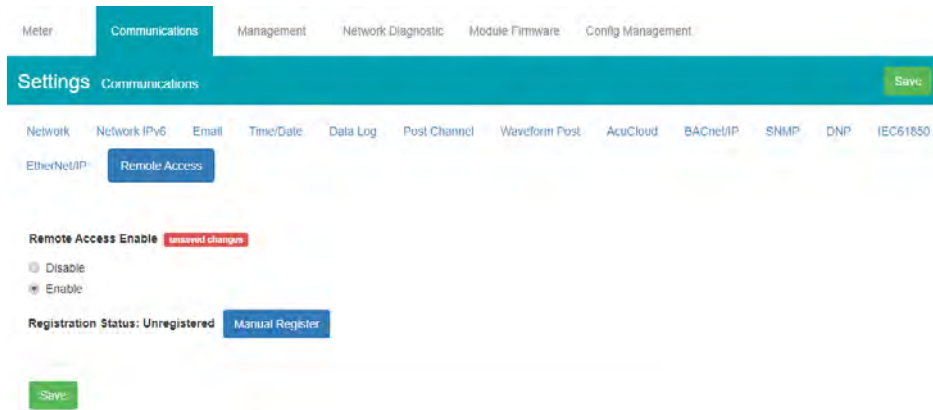 Meter Communications Management Network Diagnostic Module Firmware Config Management
Settings Communications Save
Network Network IPv6 Email Time/Date Data Log Post Channel Waveform Post AcuCloud BACnet/IP SNMP DNP IEC61850
EtherNet/IP Remote Access
Remote Access Enable unsaved changes
Disable
Enable
Registration Status: Unregistered Manual Register
Save